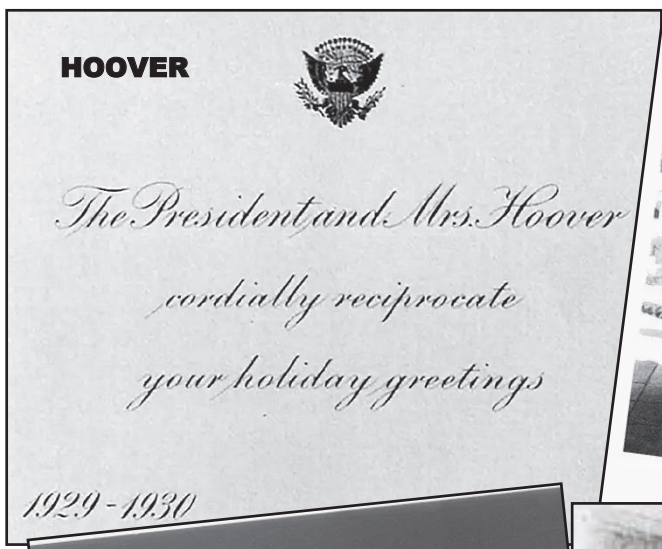 HOOVER
The President and Mrs. Hoover
cordially reciprocate
your holiday greetings
1929-1930